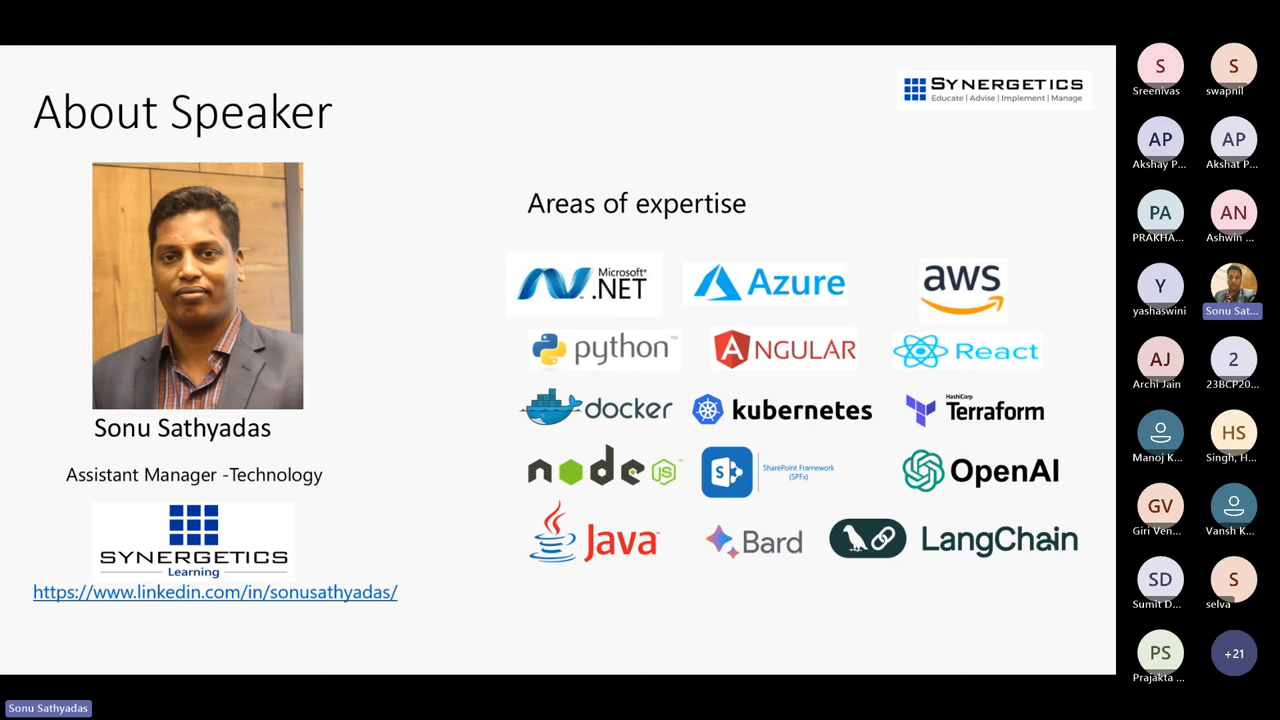 About Speaker
SYNERGETICS
Educate | Advise | Implement | Manage
Sonu Sathyadas
Assistant Manager -Technology
SYNERGETICS
Learning
https://www.linkedin.com/in/sonusathyadas/
Areas of expertise
Microsoft®
.NET
Azure
aws
python™
ANGULAR
React
docker
kubernetes
HashiCorp
Terraform
node JS™
S
SharePoint Framework
(SPFx)
OpenAI
Java™
Bard
LangChain
S
Sreenivas
S
swapnil
AP
Akshay P...
AP
Akshat P...
PA
PRAKHA...
AN
Ashwin ...
Y
yashaswini
Sonu Sat...
AJ
Archi Jain
2
23BCP20...
Manoj K...
HS
Singh, H...
GV
Giri Ven...
Vansh K...
SD
Sumit D...
S
selva
PS
Prajakta ...
+21
Sonu Sathyadas